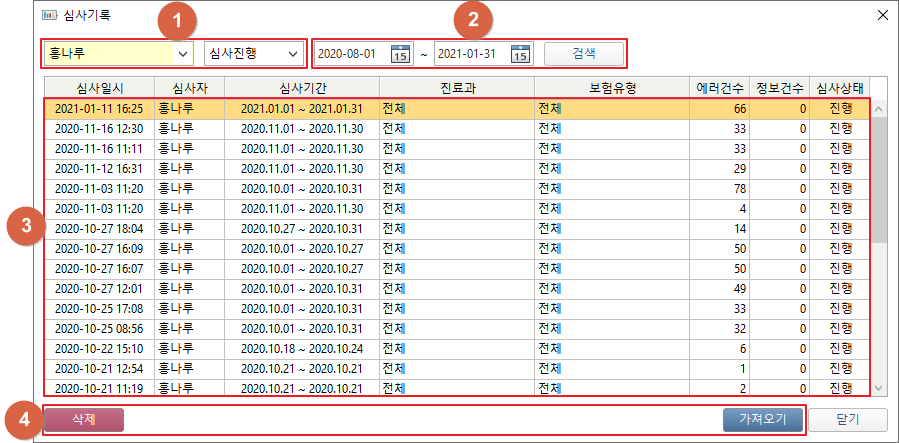 심사기록
1 2
홍나루 심사진행 2020-08-01 15 ~ 2021-01-31 15 검색
심사일시 심사자 심사기간 진료과 보험유형 에러건수 정보건수 심사상태
2021-01-11 16:25 홍나루 2021.01.01 ~ 2021.01.31 전체 전체 66 0 진행
2020-11-16 12:30 홍나루 2020.11.01 ~ 2020.11.30 전체 전체 33 0 진행
2020-11-16 11:11 홍나루 2020.11.01 ~ 2020.11.30 전체 전체 33 0 진행
2020-11-12 16:31 홍나루 2020.11.01 ~ 2020.11.30 전체 전체 29 0 진행
2020-11-03 11:20 홍나루 2020.10.01 ~ 2020.10.31 전체 전체 78 0 진행
2020-11-03 11:20 홍나루 2020.11.01 ~ 2020.11.30 전체 전체 4 0 진행
3 2020-10-27 18:04 홍나루 2020.10.27 ~ 2020.10.31 전체 전체 14 0 진행
2020-10-27 16:09 홍나루 2020.10.01 ~ 2020.10.27 전체 전체 50 0 진행
2020-10-27 16:07 홍나루 2020.10.01 ~ 2020.10.27 전체 전체 50 0 진행
2020-10-27 12:01 홍나루 2020.10.01 ~ 2020.10.31 전체 전체 49 0 진행
2020-10-25 17:08 홍나루 2020.10.01 ~ 2020.10.31 전체 전체 33 0 진행
2020-10-25 08:56 홍나루 2020.10.01 ~ 2020.10.31 전체 전체 32 0 진행
2020-10-22 15:10 홍나루 2020.10.18 ~ 2020.10.24 전체 전체 6 0 진행
2020-10-21 12:54 홍나루 2020.10.21 ~ 2020.10.21 전체 전체 1 0 진행
2020-10-21 11:19 홍나루 2020.10.21 ~ 2020.10.21 전체 전체 2 0 진행
4 삭제 가져오기 닫기